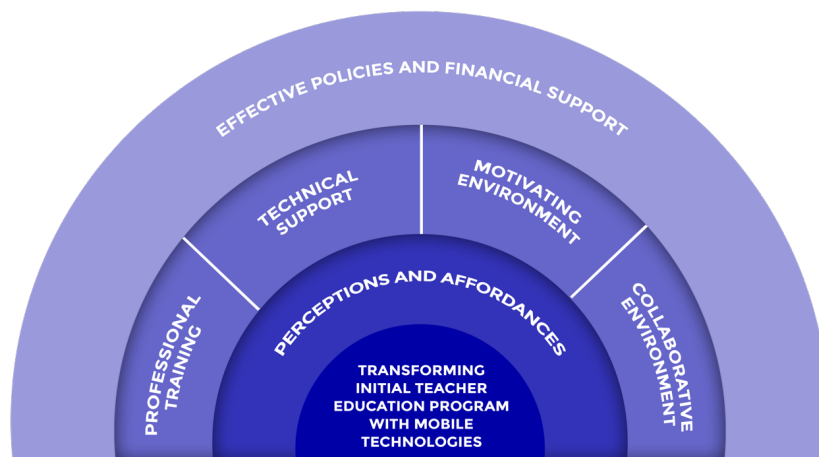 EFFECTIVE POLICIES AND FINANCIAL SUPPORT
TECHNICAL
SUPPORT
MOTIVATING
ENVIRONMENT
PROFESSIONAL
TRAINING
COLLABORATIVE
ENVIRONMENT
PERCEPTIONS AND AFFORDANCES
TRANSFORMING
INITIAL TEACHER
EDUCATION PROGRAM
WITH MOBILE
TECHNOLOGIES